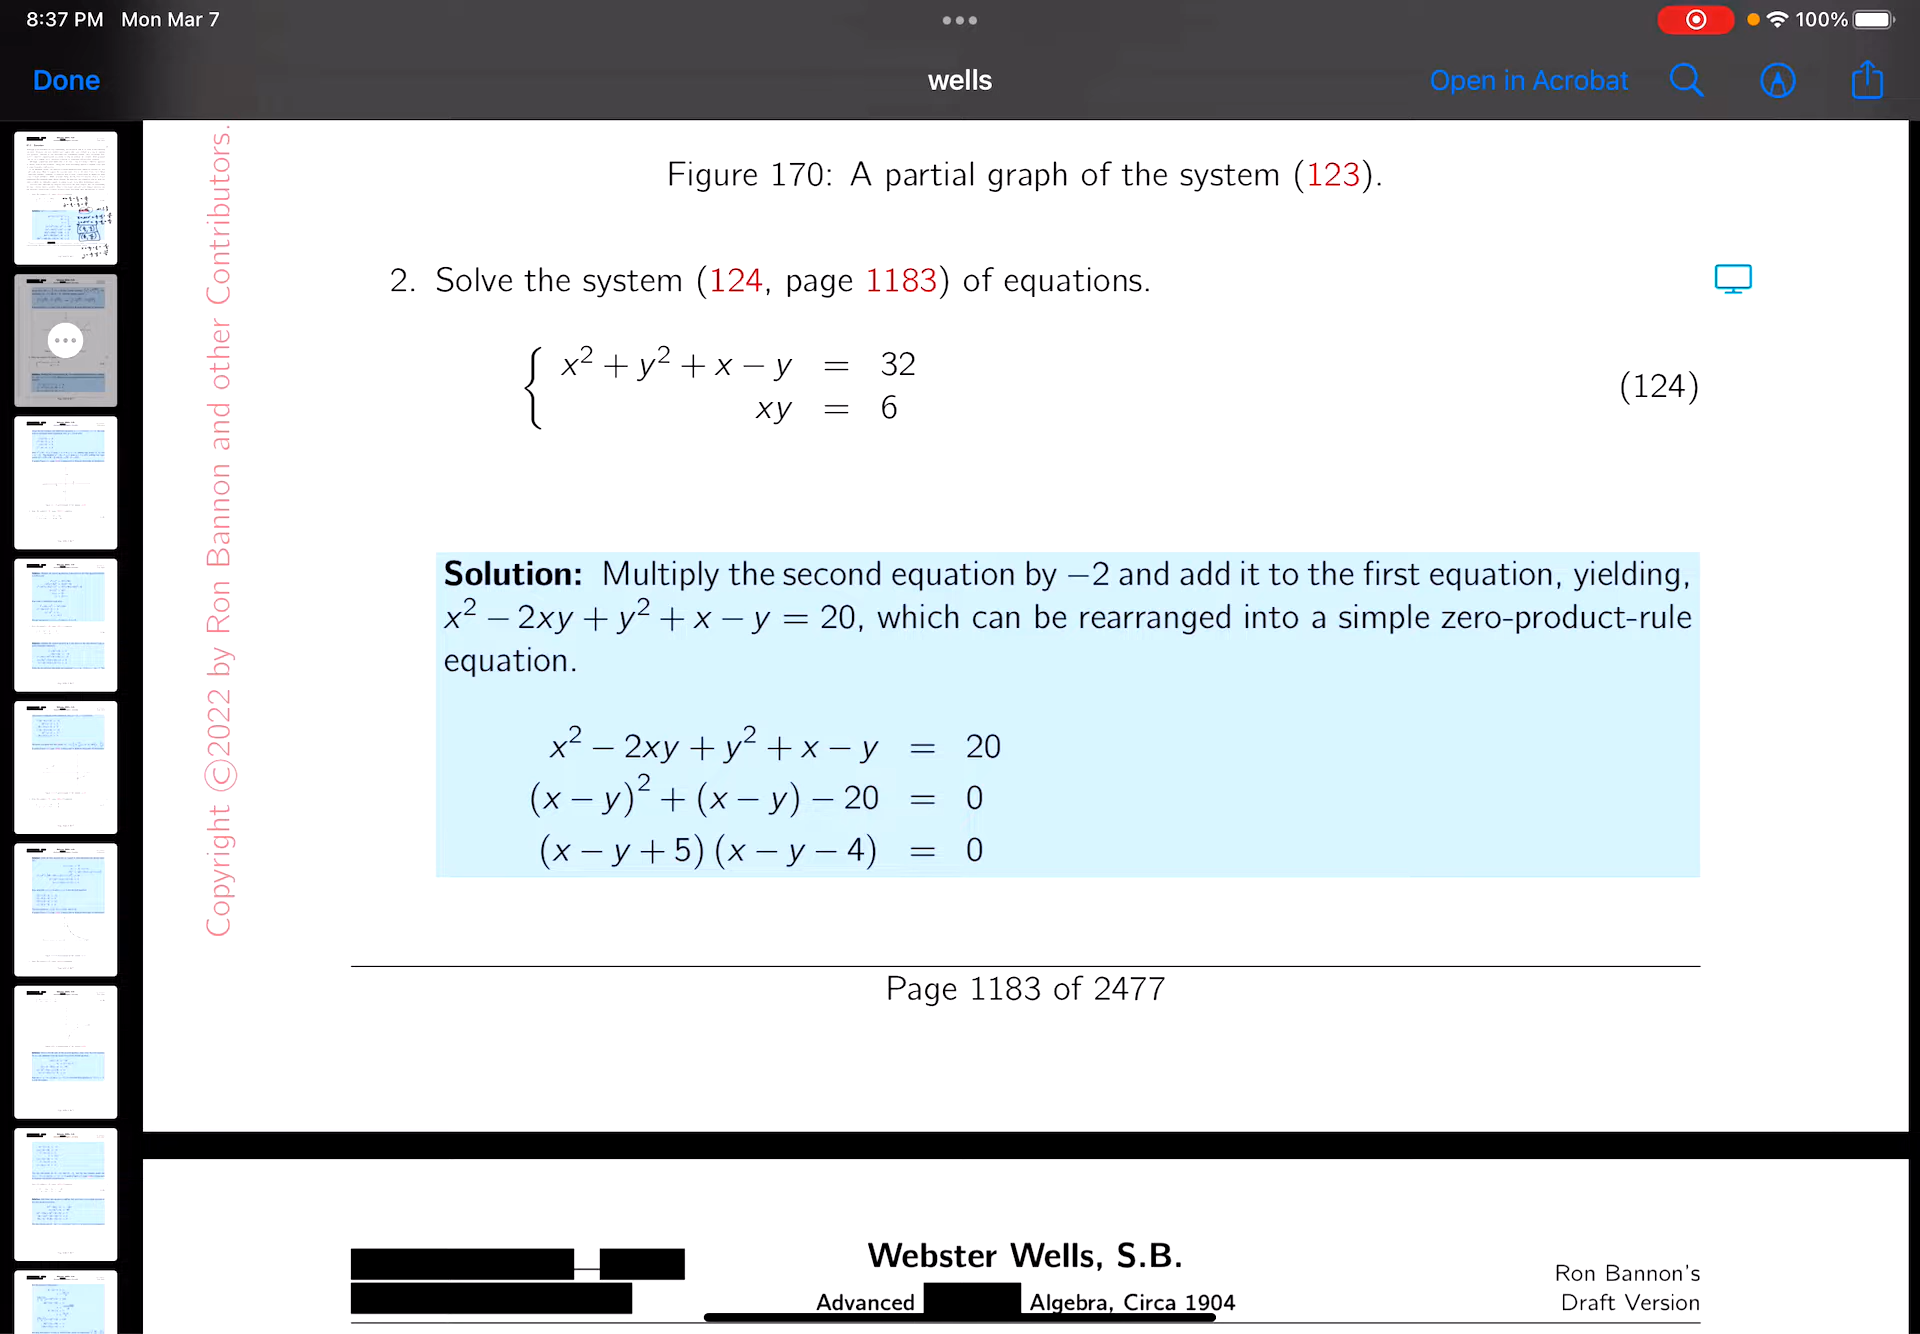 8:37 PM Mon Mar 7
100%
Done
wells
Open in Acrobat
Copyright ©2022 by Ron Bannon and other Contributors.
Figure 170: A partial graph of the system (123).
2. Solve the system (124, page 1183) of equations.
x² + y² + x − y = 32
xy = 6
(124)
Solution: Multiply the second equation by −2 and add it to the first equation, yielding,
x² − 2xy + y² + x − y = 20, which can be rearranged into a simple zero-product-rule
equation.
x² − 2xy + y² + x − y = 20
(x − y)² + (x − y) − 20 = 0
(x − y + 5) (x − y − 4) = 0
Page 1183 of 2477
Webster Wells, S.B.
Advanced Algebra, Circa 1904
Ron Bannon's
Draft Version